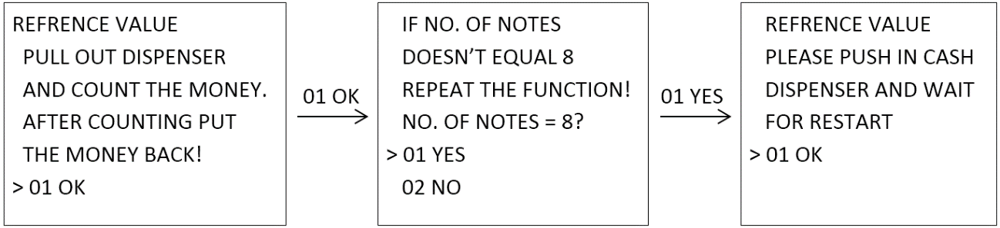 REFRENCE VALUE
PULL OUT DISPENSER
AND COUNT THE MONEY.
AFTER COUNTING PUT
THE MONEY BACK!
> 01 OK
01 OK
IF NO. OF NOTES
DOESN’T EQUAL 8
REPEAT THE FUNCTION!
NO. OF NOTES = 8?
> 01 YES
02 NO
01 YES
REFRENCE VALUE
PLEASE PUSH IN CASH
DISPENSER AND WAIT
FOR RESTART
> 01 OK